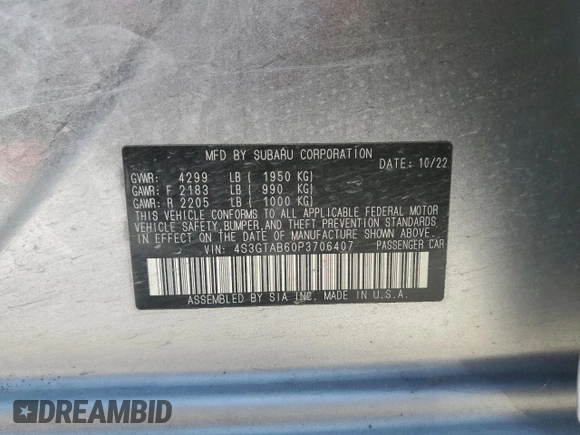 MFD BY SUBARU CORPORATION
DATE: 10/22
GVWR: 4299 LB ( 1950 KG)
GAWR: F 2183 LB ( 990 KG)
GAWR: R 2205 LB ( 1000 KG)
THIS VEHICLE CONFORMS TO ALL APPLICABLE FEDERAL MOTOR
VEHICLE SAFETY, BUMPER, AND THEFT PREVENTION STANDARDS
IN EFFECT ON THE DATE OF MANUFACTURE SHOWN ABOVE.
VIN: 4S3GTAB60P3706407 PASSENGER CAR
ASSEMBLED BY SIA INC. MADE IN U.S.A.
DREAMBID